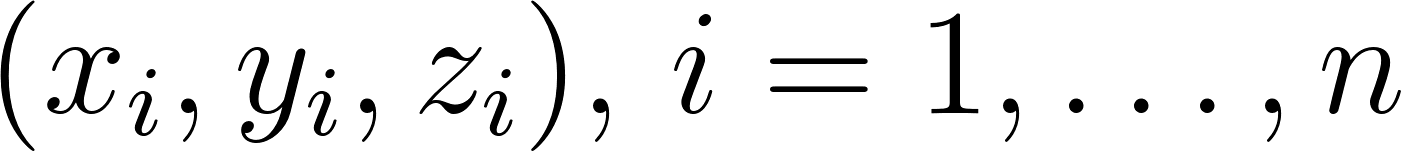 (x_i, y_i, z_i), i = 1, . . . , n